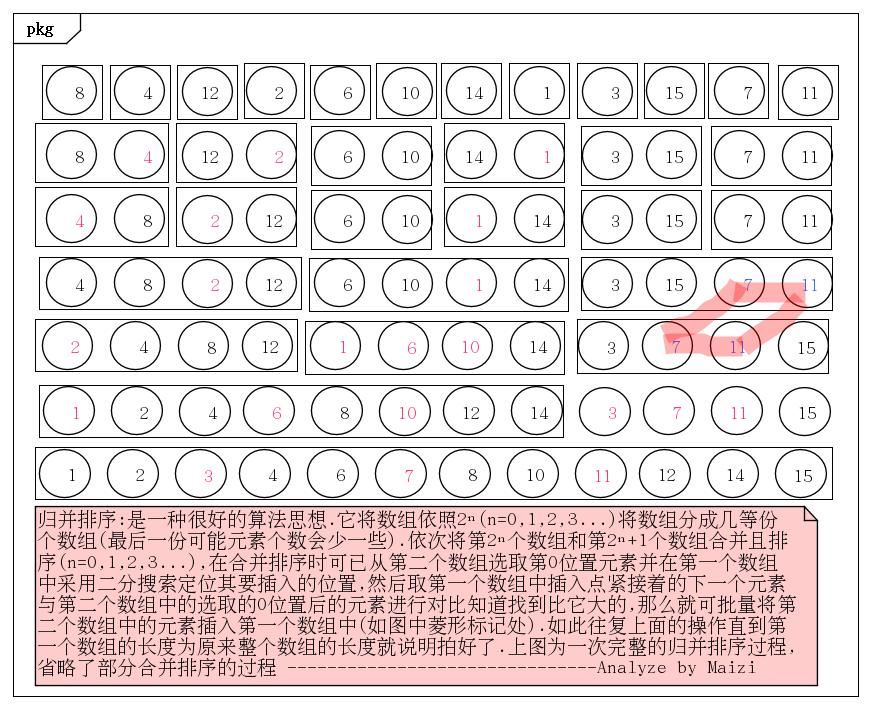 pkg
8 4 12 2 6 10 14 1 3 15 7 11
8 4 12 2 6 10 14 1 3 15 7 11
4 8 2 12 6 10 1 14 3 15 7 11
4 8 2 12 6 10 1 14 3 15 7 11
2 4 8 12 1 6 10 14 3 7 11 15
1 2 4 6 8 10 12 14 3 7 11 15
1 2 3 4 6 7 8 10 11 12 14 15
归并排序:是一种很好的算法思想.它将数组依照2ⁿ(n=0,1,2,3...)将数组分成几等份
个数组(最后一份可能元素个数会少一些).依次将第2ⁿ个数组和第2ⁿ+1个数组合并且排
序(n=0,1,2,3...),在合并排序时可已从第二个数组选取第0位置元素并在第一个数组
中采用二分搜索定位其要插入的位置,然后取第一个数组中插入点紧接着的下一个元素
与第二个数组中的选取的0位置后的元素进行对比知道找到比它大的,那么就可批量将第
二个数组中的元素插入第一个数组中(如图中菱形标记处).如此往复上面的操作直到第
一个数组的长度为原来整个数组的长度就说明拍好了.上图为一次完整的归并排序过程,
省略了部分合并排序的过程 -------------------------------Analyze by Maizi